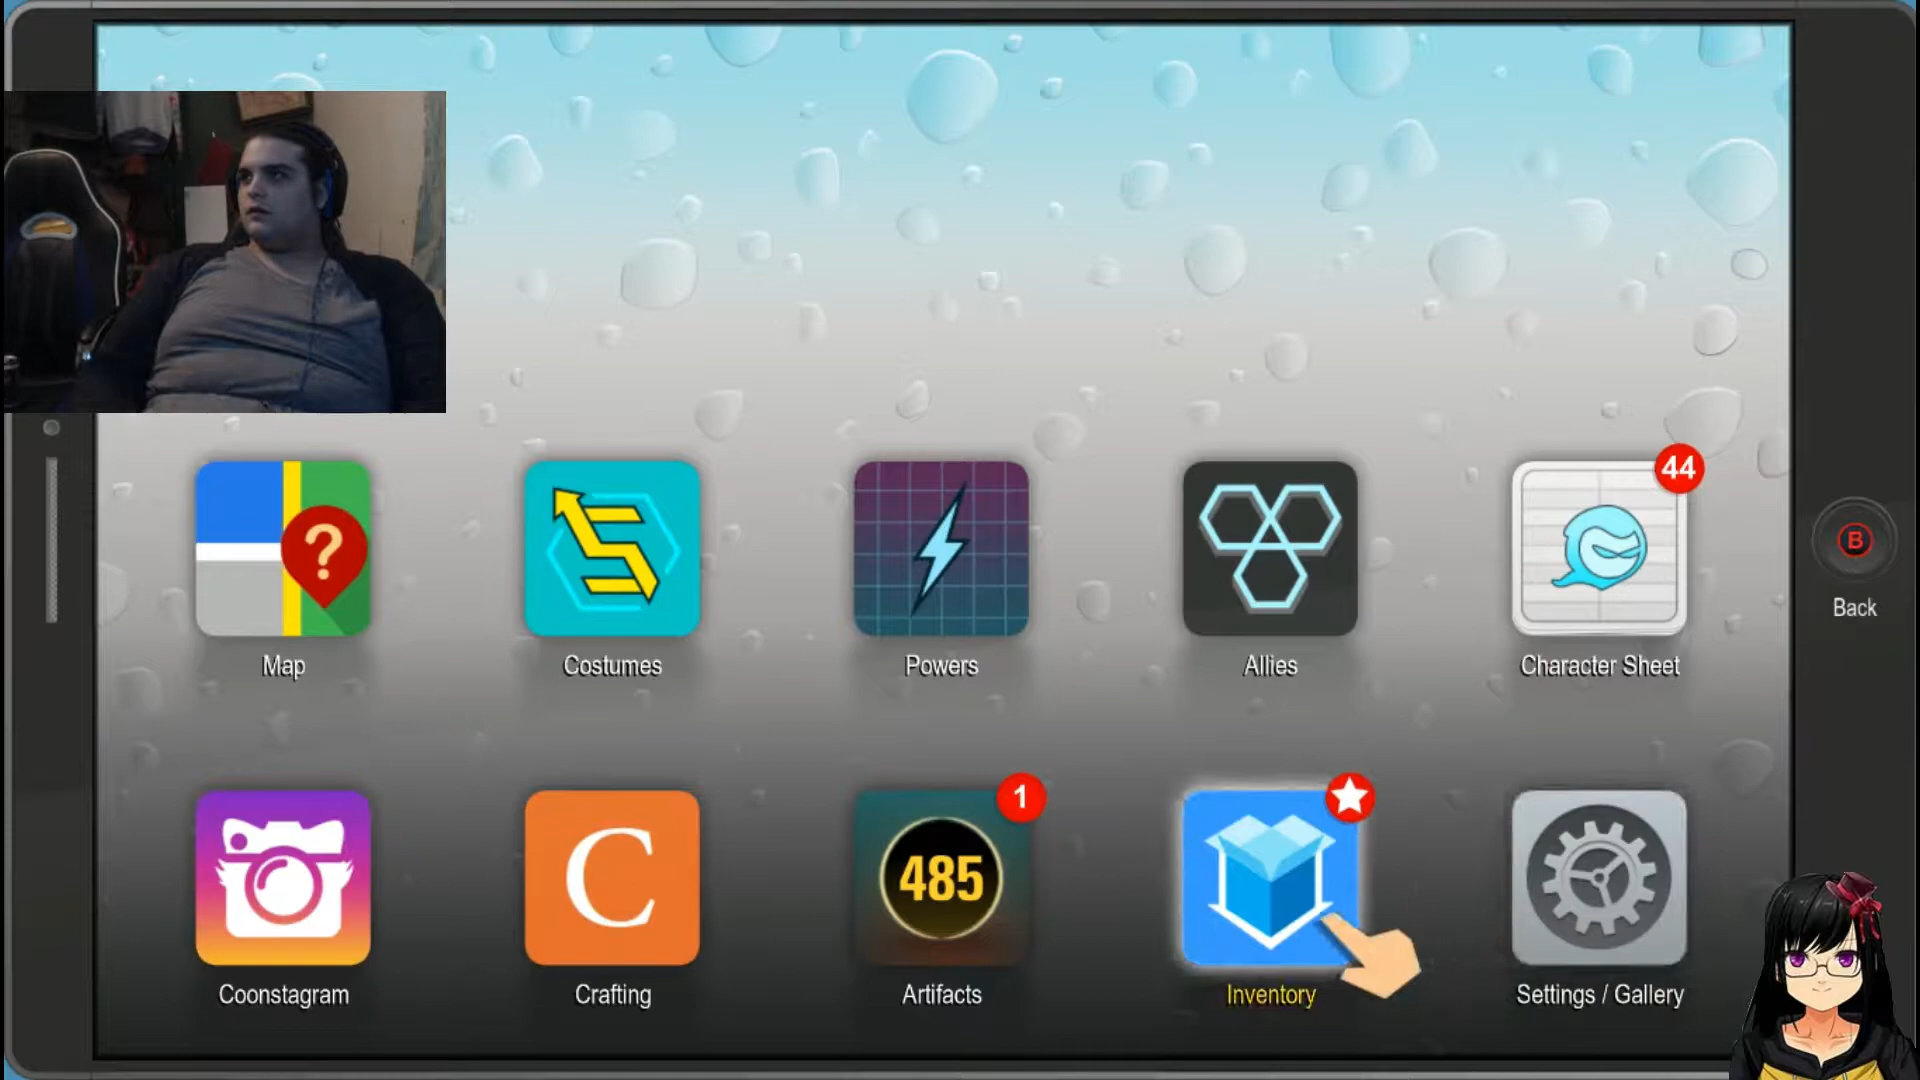 44
B
Back
Map
Costumes
Powers
Allies
Character Sheet
1
C
485
Coonstagram
Crafting
Artifacts
Inventory
Settings / Gallery